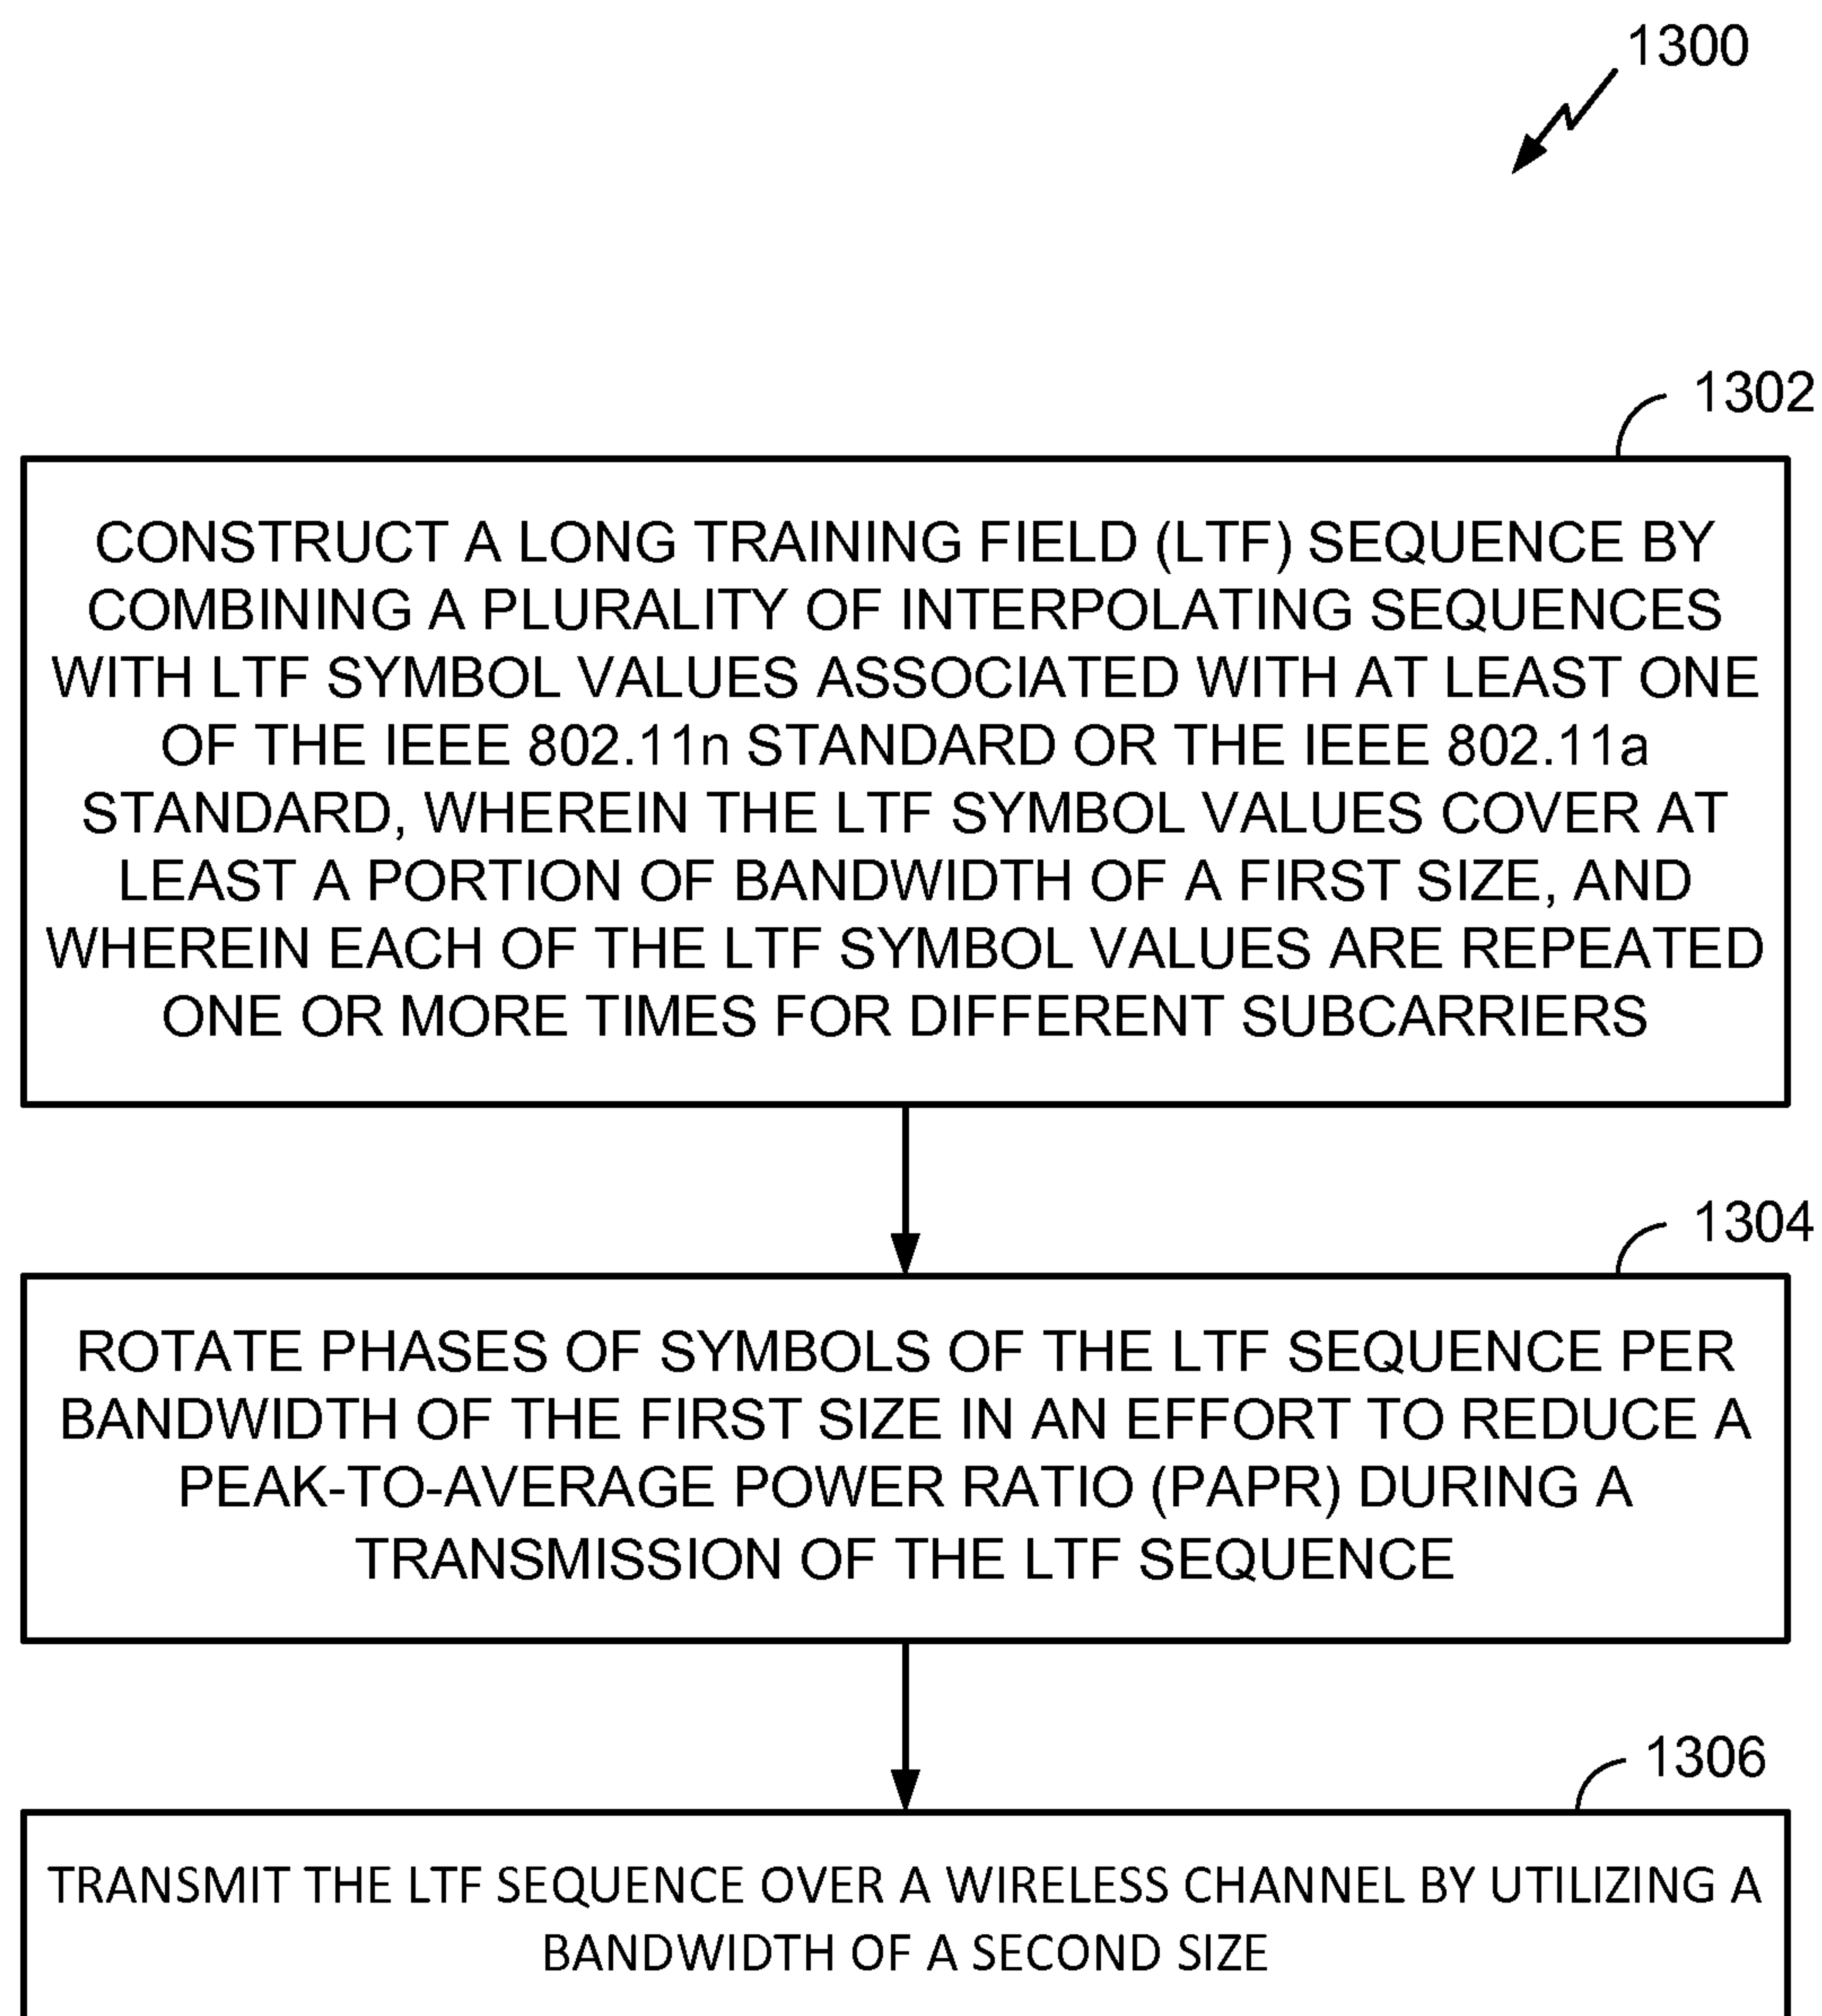 1300
1302
CONSTRUCT A LONG TRAINING FIELD (LTF) SEQUENCE BY
COMBINING A PLURALITY OF INTERPOLATING SEQUENCES
WITH LTF SYMBOL VALUES ASSOCIATED WITH AT LEAST ONE
OF THE IEEE 802.11n STANDARD OR THE IEEE 802.11a
STANDARD, WHEREIN THE LTF SYMBOL VALUES COVER AT
LEAST A PORTION OF BANDWIDTH OF A FIRST SIZE, AND
WHEREIN EACH OF THE LTF SYMBOL VALUES ARE REPEATED
ONE OR MORE TIMES FOR DIFFERENT SUBCARRIERS
1304
ROTATE PHASES OF SYMBOLS OF THE LTF SEQUENCE PER
BANDWIDTH OF THE FIRST SIZE IN AN EFFORT TO REDUCE A
PEAK-TO-AVERAGE POWER RATIO (PAPR) DURING A
TRANSMISSION OF THE LTF SEQUENCE
1306
TRANSMIT THE LTF SEQUENCE OVER A WIRELESS CHANNEL BY UTILIZING A
BANDWIDTH OF A SECOND SIZE